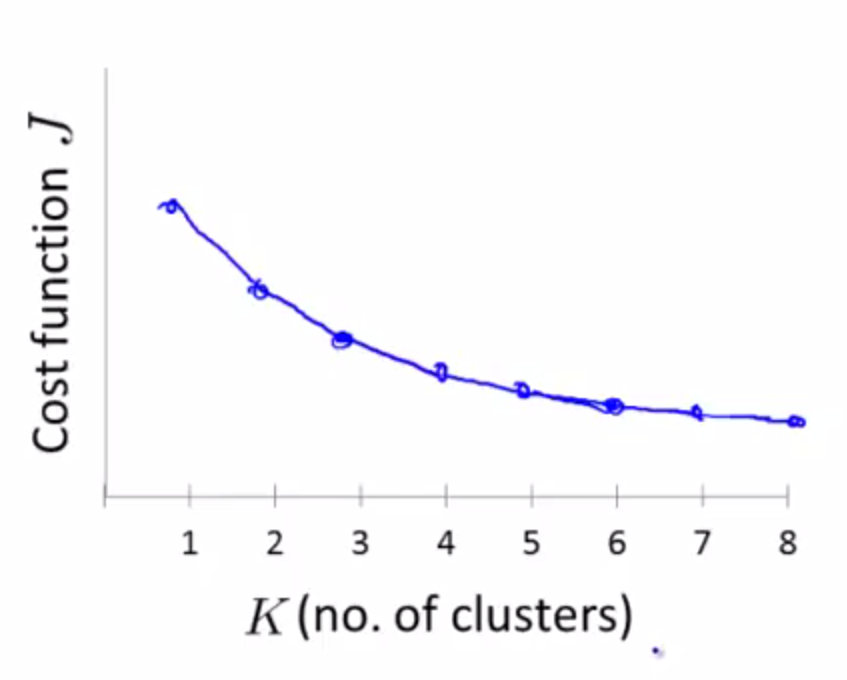 Cost function J
1 2 3 4 5 6 7 8
K (no. of clusters)